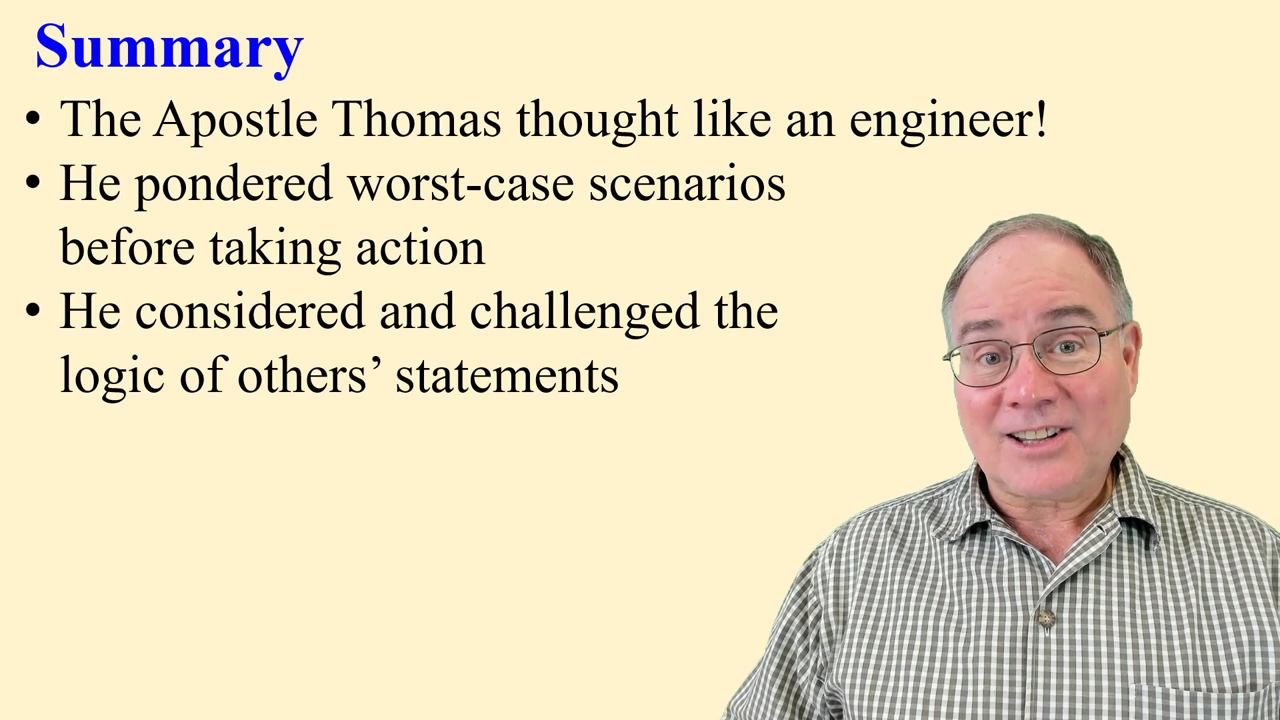 Summary
• The Apostle Thomas thought like an engineer!
• He pondered worst-case scenarios
before taking action
• He considered and challenged the
logic of others’ statements